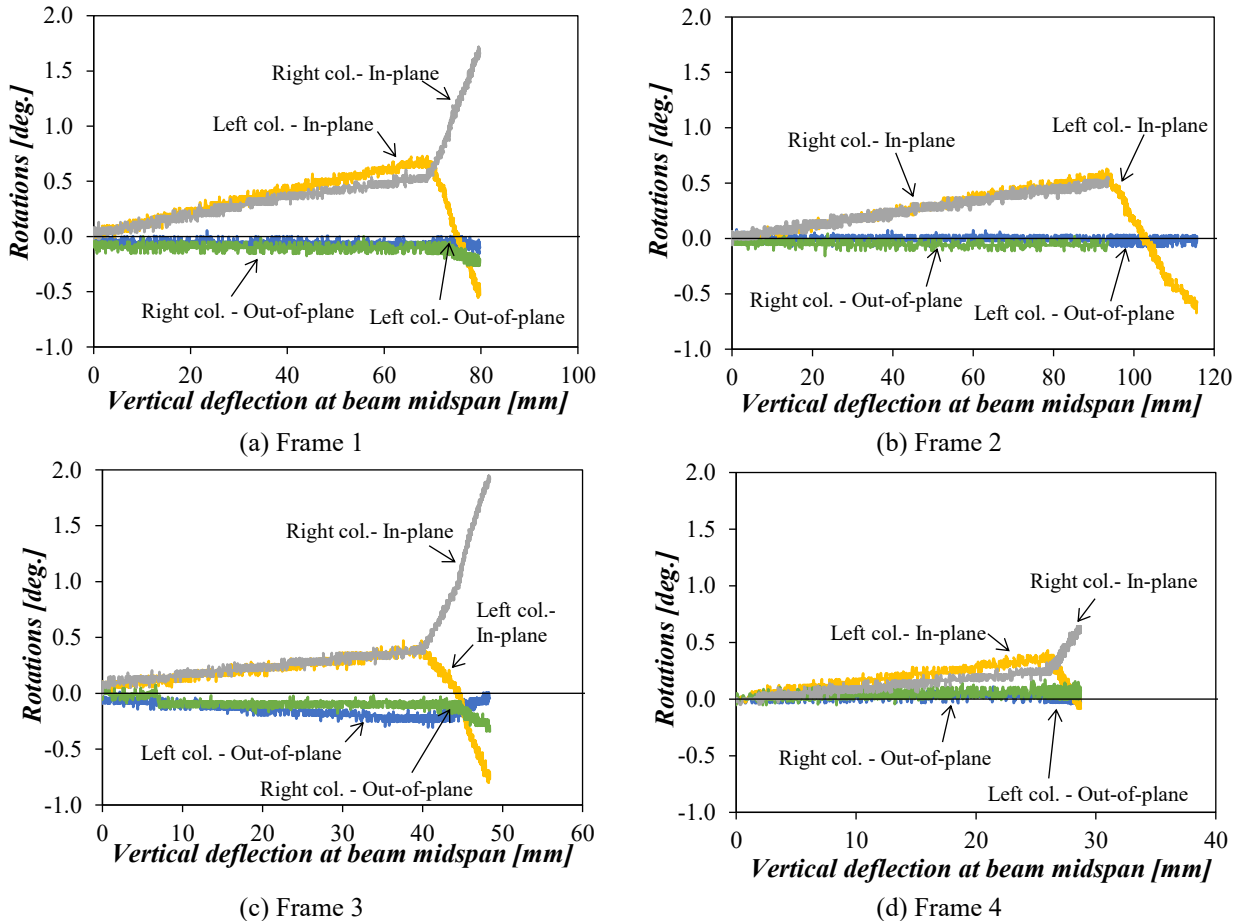 2.0
1.5
1.0
0.5
0.0
-0.5
-1.0
Rotations [deg.]
Right col.- In-plane
Left col. - In-plane
Right col. - Out-of-plane
Left col.- Out-of-plane
0 20 40 60 80 100
Vertical deflection at beam midspan [mm]
(a) Frame 1
2.0
1.5
1.0
0.5
0.0
-0.5
-1.0
Rotations [deg.]
Left col.- In-plane
Right col.- In-plane
Right col. - Out-of-plane
Left col. - Out-of-plane
0 20 40 60 80 100 120
Vertical deflection at beam midspan [mm]
(b) Frame 2
2.0
1.5
1.0
0.5
0.0
-0.5
-1.0
Rotations [deg.]
Right col.- In-plane
Left col.-
In-plane
Left col. - Out-of-plane
Right col. - Out-of-plane
0 10 20 30 40 50 60
Vertical deflection at beam midspan [mm]
(c) Frame 3
2.0
1.5
1.0
0.5
0.0
-0.5
-1.0
Rotations [deg.]
Right col.- In-plane
Left col.- In-plane
Right col. - Out-of-plane
Left col. - Out-of-plane
0 10 20 30 40
Vertical deflection at beam midspan [mm]
(d) Frame 4